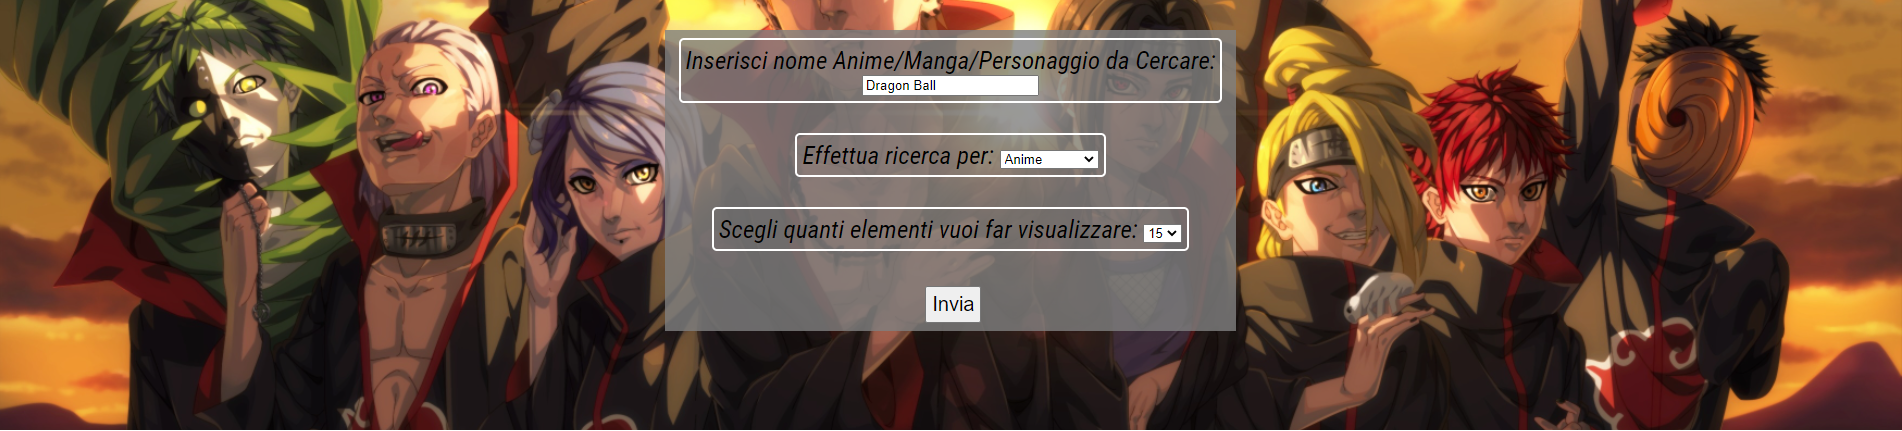 Inserisci nome Anime/Manga/Personaggio da Cercare:
Dragon Ball
Effettua ricerca per: Anime
Scegli quanti elementi vuoi far visualizzare: 15
Invia